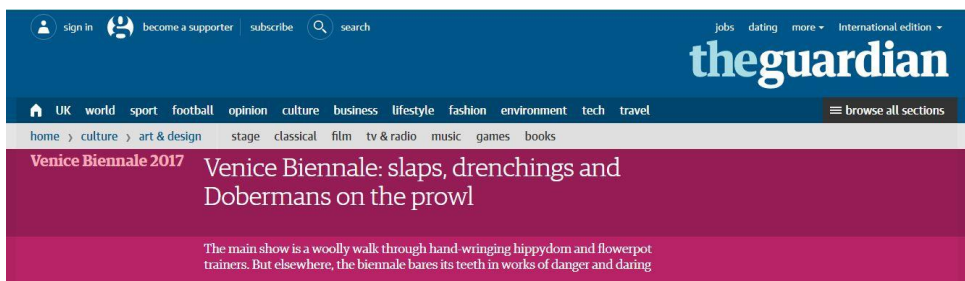 sign in become a supporter subscribe search jobs dating more International edition
theguardian
UK world sport football opinion culture business lifestyle fashion environment tech travel browse all sections
home › culture › art & design stage classical film tv & radio music games books
Venice Biennale 2017
Venice Biennale: slaps, drenchings and
Dobermans on the prowl
The main show is a woolly walk through hand-wringing hippydom and flowerpot
trainers. But elsewhere, the biennale bares its teeth in works of danger and daring